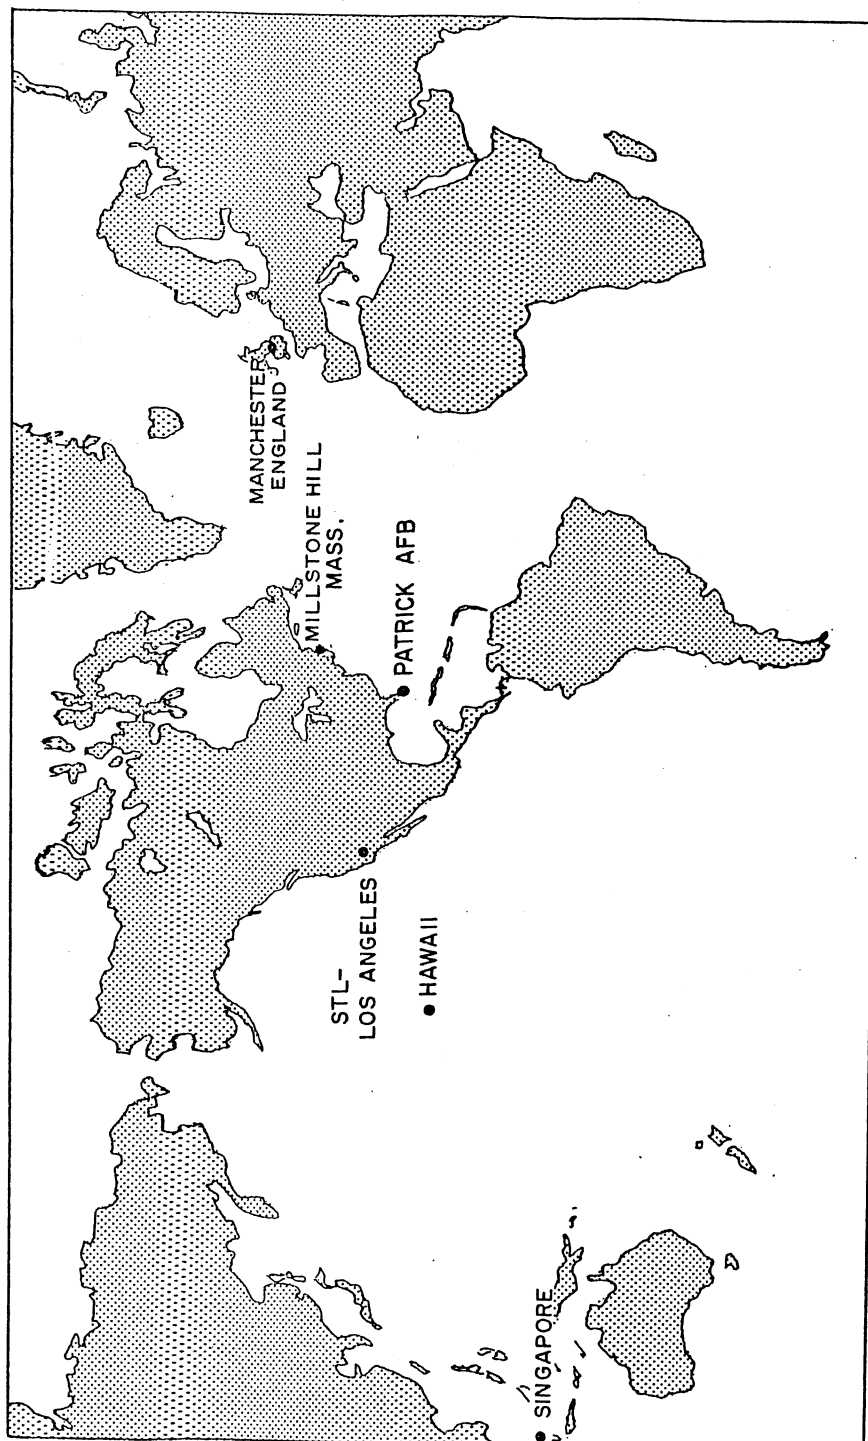 MANCHESTER
ENGLAND
MILLSTONE HILL
MASS.
PATRICK AFB
STL-
LOS ANGELES
HAWAII
SINGAPORE